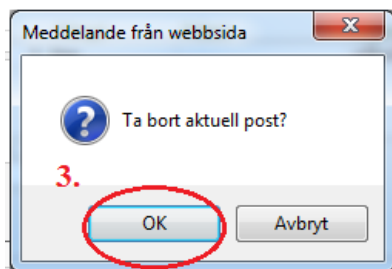 Meddelande från webbsida
Ta bort aktuell post?
3.
OK
Avbryt